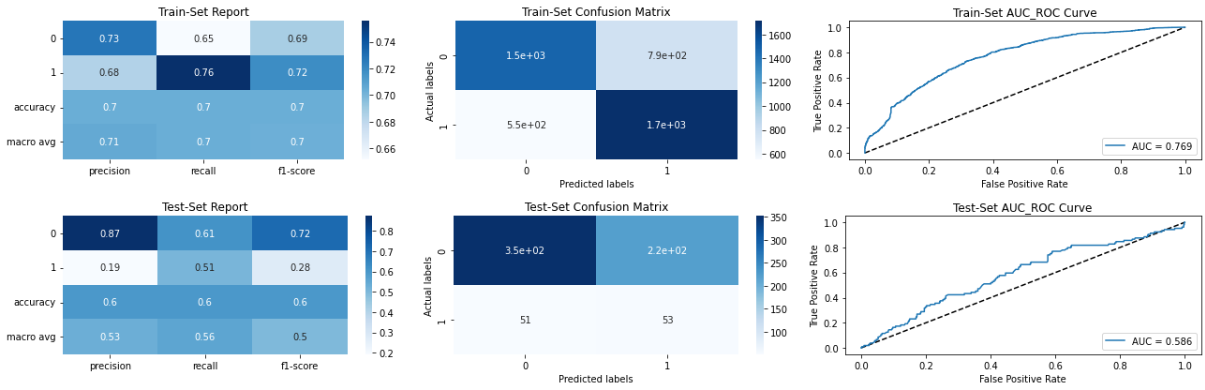 Train-Set Report
0 0.73 0.65 0.69
1 0.68 0.76 0.72
accuracy 0.7 0.7 0.7
macro avg 0.71 0.7 0.7
precision recall f1-score
0.74
0.72
0.70
0.68
0.66
Train-Set Confusion Matrix
Actual labels
0 1.5e+03 7.9e+02
1 5.5e+02 1.7e+03
0 1
Predicted labels
1600
1400
1200
1000
800
600
Train-Set AUC_ROC Curve
True Positive Rate
1.0
0.8
0.6
0.4
0.2
0.0
AUC = 0.769
0.0 0.2 0.4 0.6 0.8 1.0
False Positive Rate
Test-Set Report
0 0.87 0.61 0.72
1 0.19 0.51 0.28
accuracy 0.6 0.6 0.6
macro avg 0.53 0.56 0.5
precision recall f1-score
0.8
0.7
0.6
0.5
0.4
0.3
0.2
Test-Set Confusion Matrix
Actual labels
0 3.5e+02 2.2e+02
1 51 53
0 1
Predicted labels
350
300
250
200
150
100
Test-Set AUC_ROC Curve
True Positive Rate
1.0
0.8
0.6
0.4
0.2
0.0
AUC = 0.586
0.0 0.2 0.4 0.6 0.8 1.0
False Positive Rate